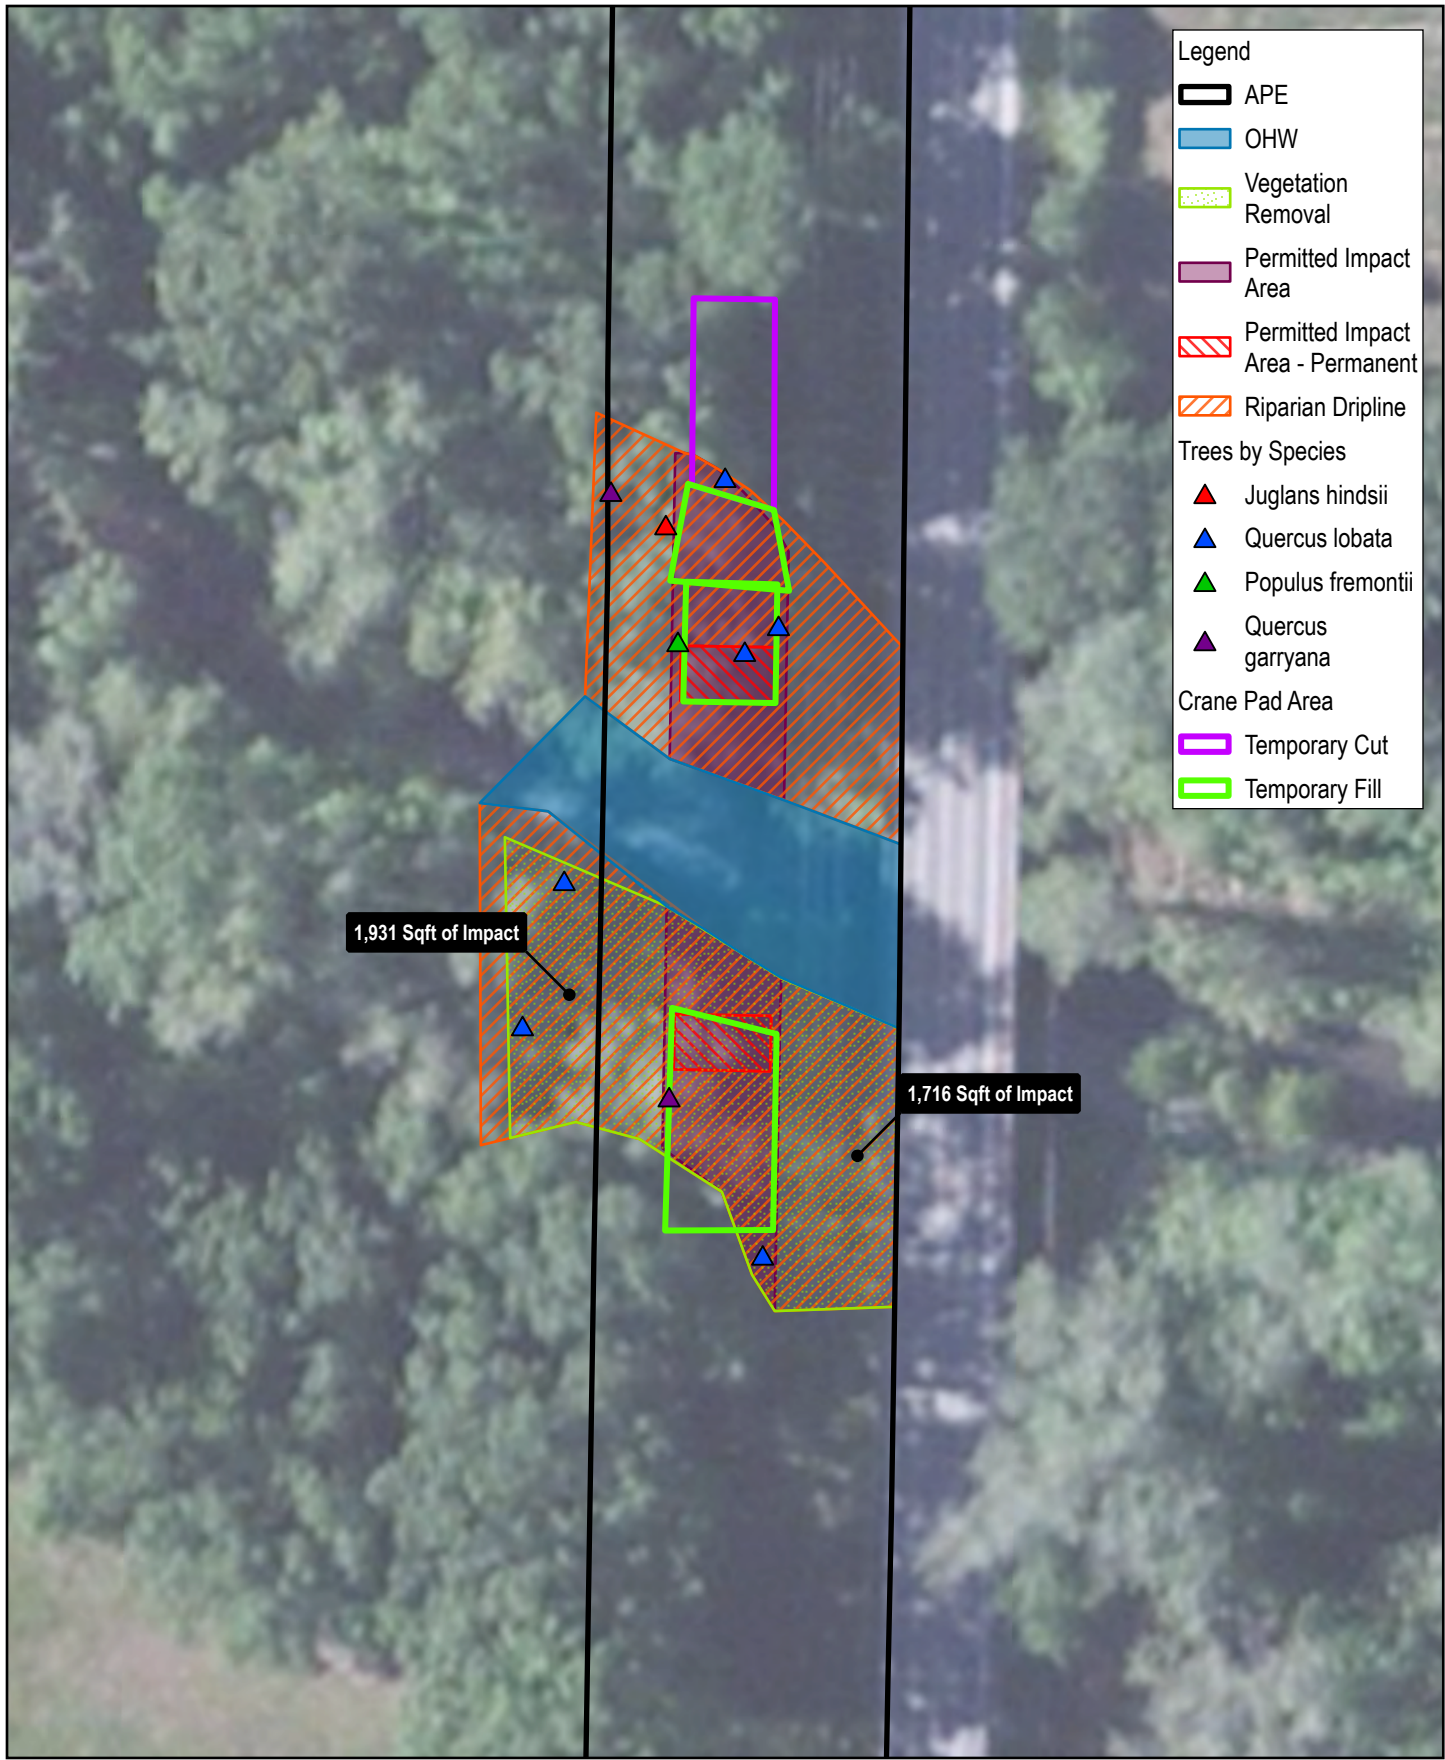 Legend
APE
OHW
Vegetation
Removal
Permitted Impact
Area
Permitted Impact
Area - Permanent
Riparian Dripline
Trees by Species
Juglans hindsii
Quercus lobata
Populus fremontii
Quercus
garryana
Crane Pad Area
Temporary Cut
Temporary Fill
1,931 Sqft of Impact
1,716 Sqft of Impact